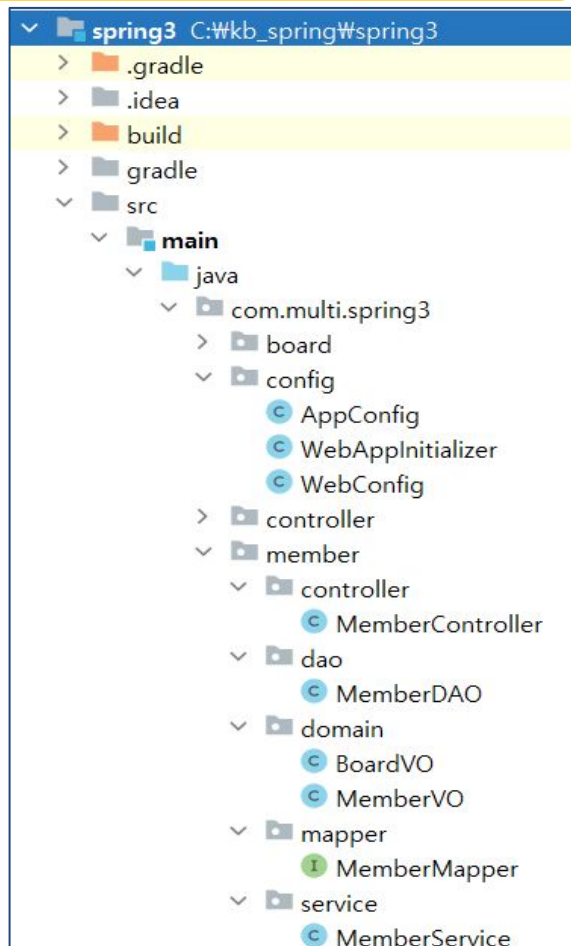 spring3 C:₩kb_spring₩spring3
.gradle
.idea
build
gradle
src
main
java
com.multi.spring3
board
config
C AppConfig
C WebAppInitializer
C WebConfig
controller
member
controller
C MemberController
dao
C MemberDAO
domain
C BoardVO
C MemberVO
mapper
I MemberMapper
service
C MemberService